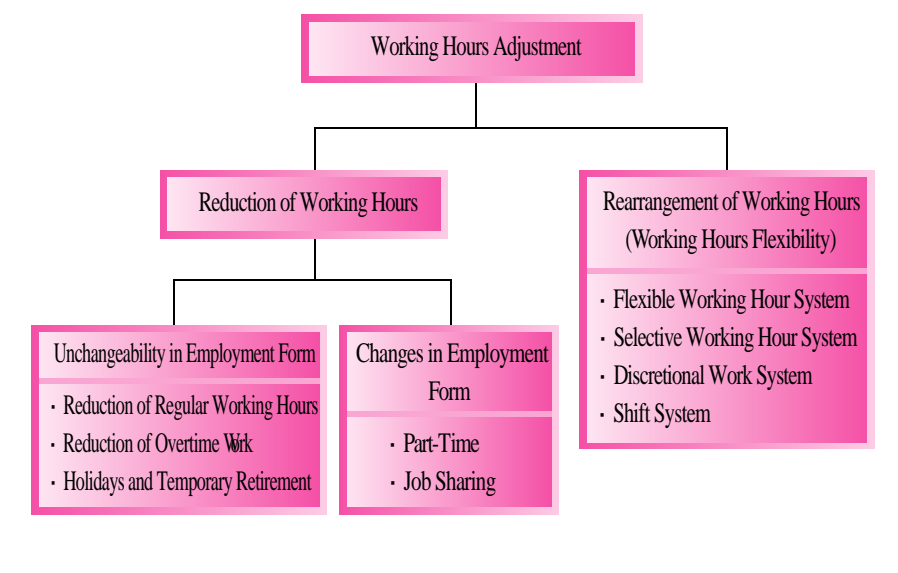 Working Hours Adjustment
Reduction of Working Hours
Rearrangement of Working Hours
(Working Hours Flexibility)
· Flexible Working Hour System
· Selective Working Hour System
· Discretional Work System
· Shift System
Unchangeability in Employment Form
· Reduction of Regular Working Hours
· Reduction of Overtime Work
· Holidays and Temporary Retirement
Changes in Employment
Form
· Part-Time
· Job Sharing